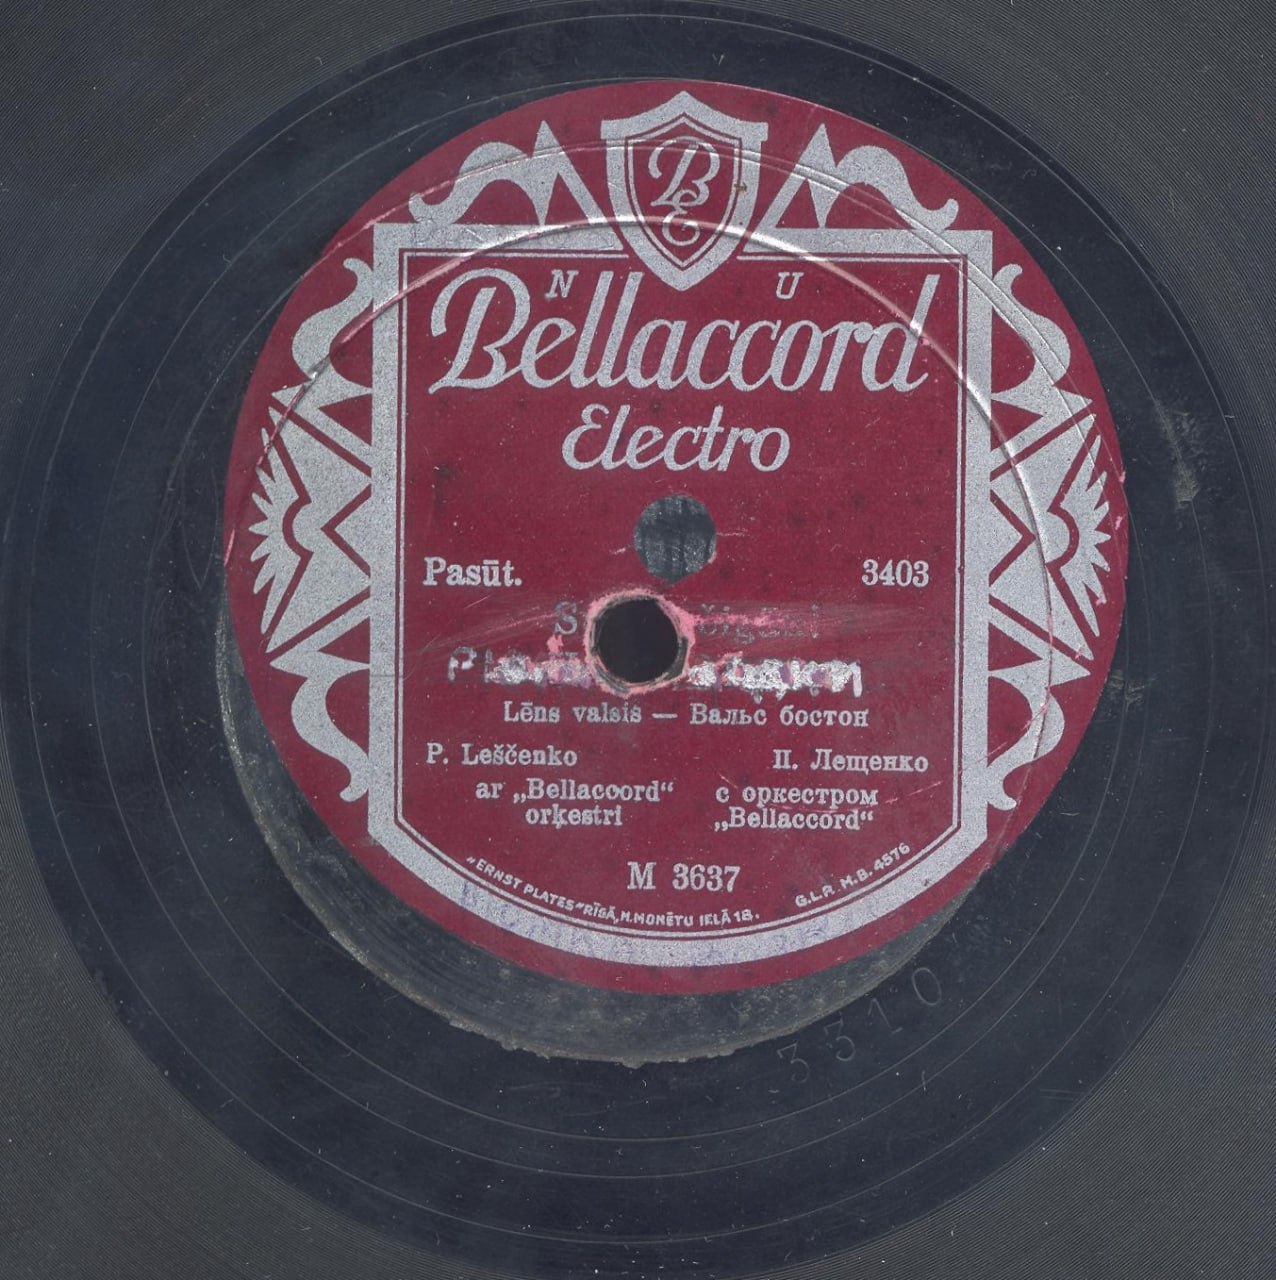 BE
N U
Bellaccord
Electro
Pasūt. 3403
Lēns valsis — Вальс бостон
P. Leščenko П. Лещенко
ar „Bellacoord“ с оркестром
orķestri „Bellaccord“
M 3637
„ERNST PLATES“ RĪGĀ, M. MONĒTU IELĀ 18. G.L.P. M.B. 4576
3310